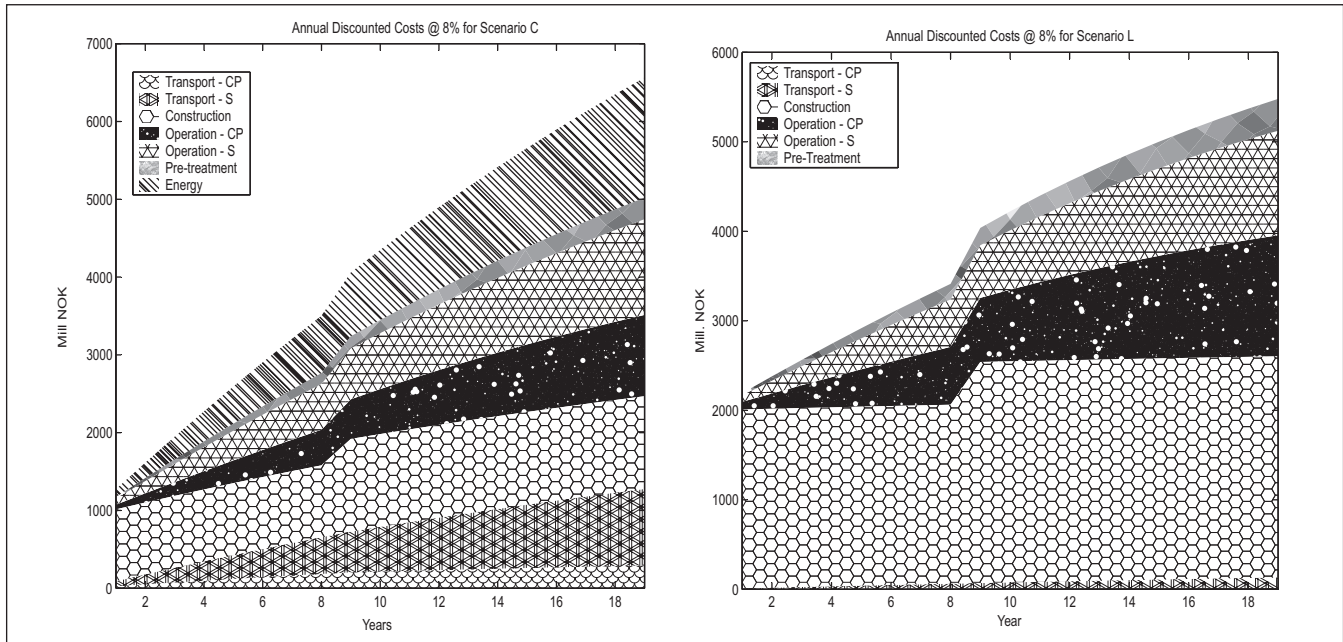 Annual Discounted Costs @ 8% for Scenario C
7000
6000
5000
4000
3000
2000
1000
0
Mill NOK
Transport - CP
Transport - S
Construction
Operation - CP
Operation - S
Pre-treatment
Energy
2 4 6 8 10 12 14 16 18
Years
Annual Discounted Costs @ 8% for Scenario L
6000
5000
4000
3000
2000
1000
0
Mill. NOK
Transport - CP
Transport - S
Construction
Operation - CP
Operation - S
Pre-Treatment
2 4 6 8 10 12 14 16 18
Year